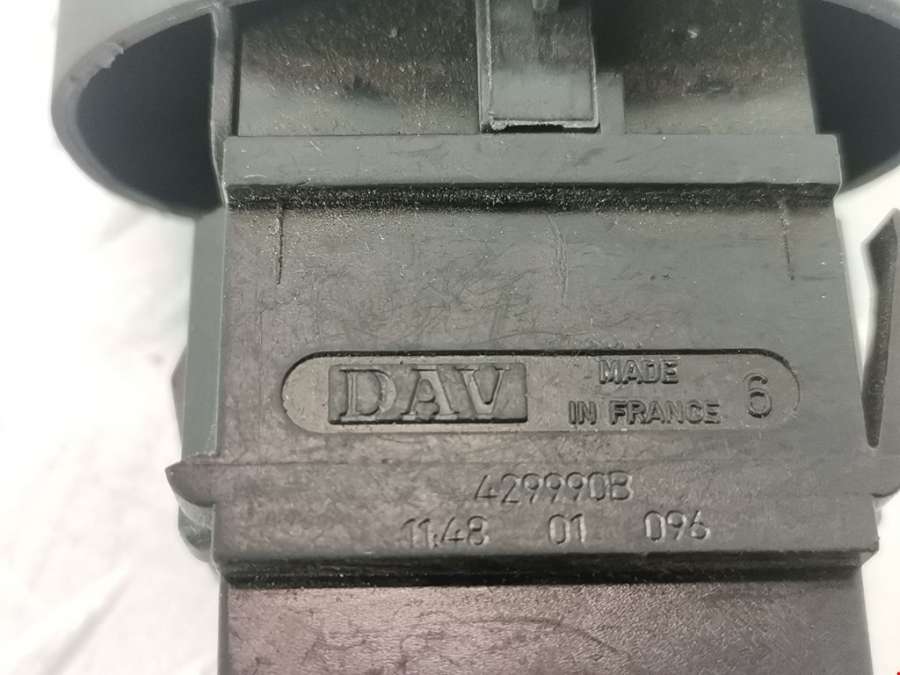 DAV MADE
IN FRANCE 6
429990B
11:48 01 096